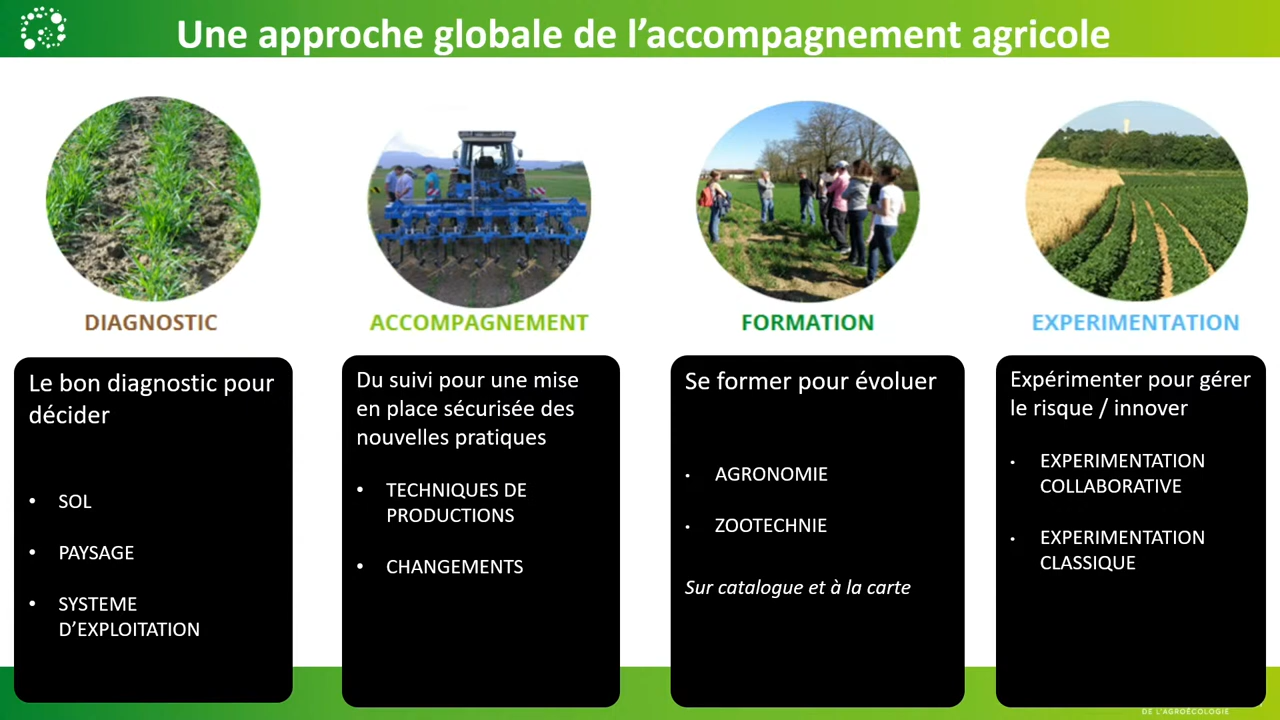 Une approche globale de l’accompagnement agricole
DIAGNOSTIC
Le bon diagnostic pour
décider
• SOL
• PAYSAGE
• SYSTEME
D’EXPLOITATION
ACCOMPAGNEMENT
Du suivi pour une mise
en place sécurisée des
nouvelles pratiques
• TECHNIQUES DE
PRODUCTIONS
• CHANGEMENTS
FORMATION
Se former pour évoluer
• AGRONOMIE
• ZOOTECHNIE
Sur catalogue et à la carte
EXPERIMENTATION
Expérimenter pour gérer
le risque / innover
• EXPERIMENTATION
COLLABORATIVE
• EXPERIMENTATION
CLASSIQUE
DE L'AGROÉCOLOGIE